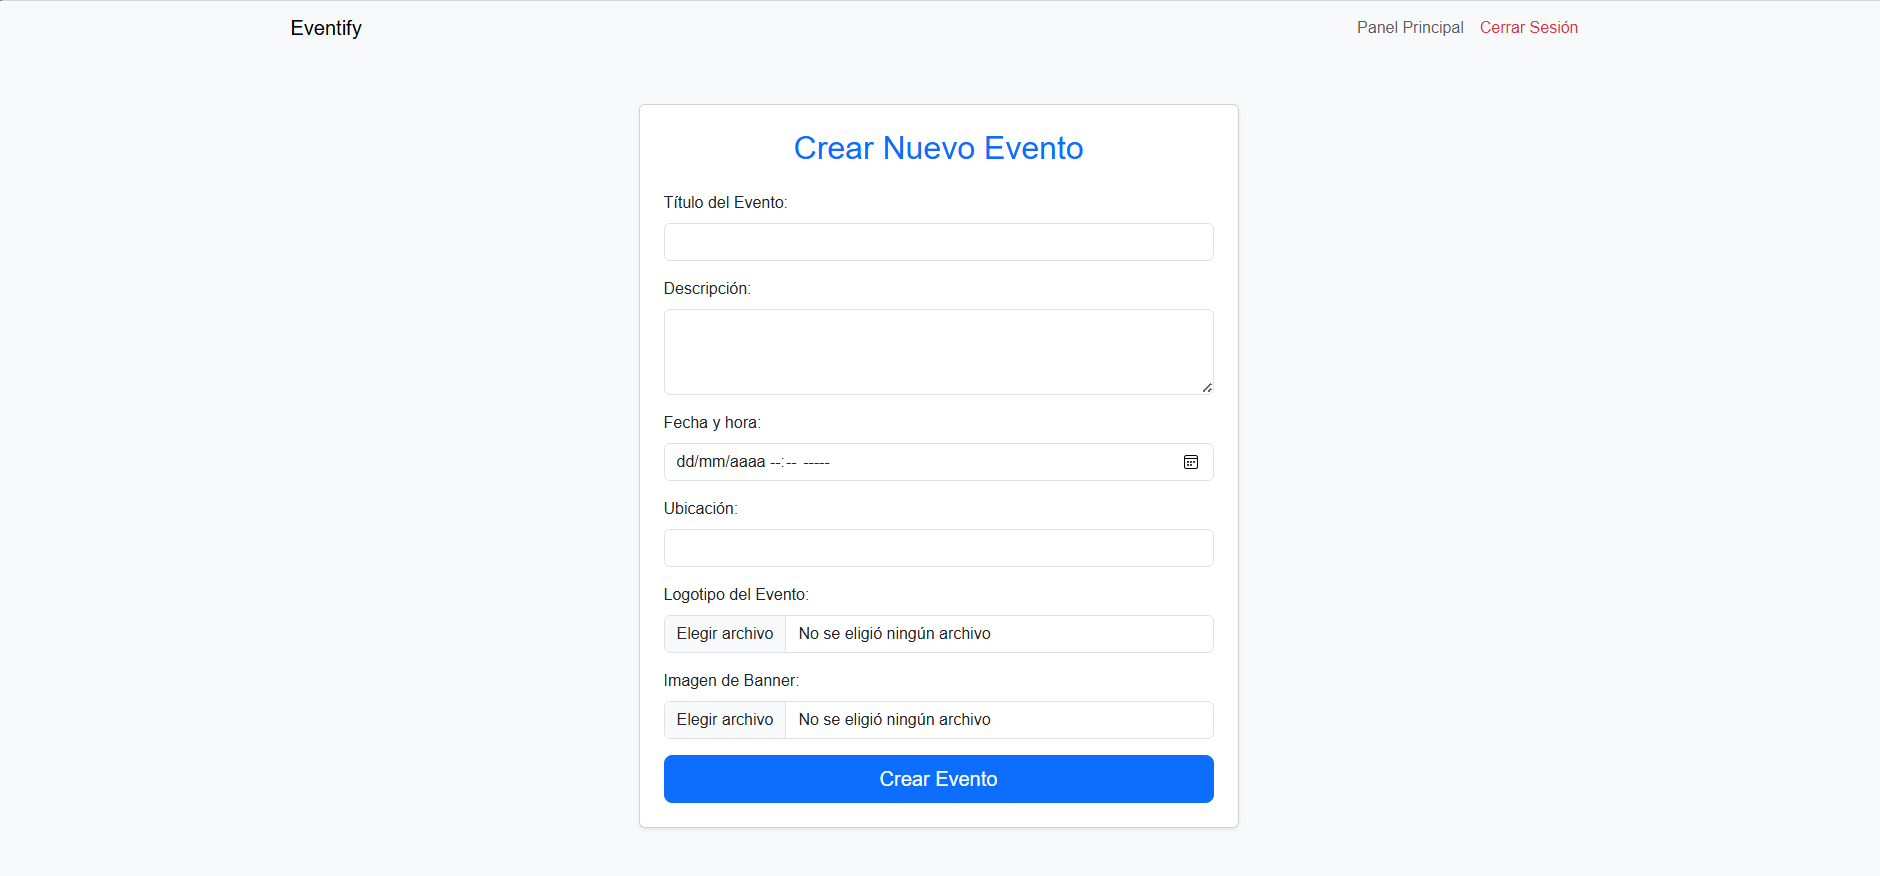 Eventify
Panel Principal
Cerrar Sesión
Crear Nuevo Evento
Título del Evento:
Descripción:
Fecha y hora:
dd/mm/aaaa --:-- -----
Ubicación:
Logotipo del Evento:
Elegir archivo No se eligió ningún archivo
Imagen de Banner:
Elegir archivo No se eligió ningún archivo
Crear Evento